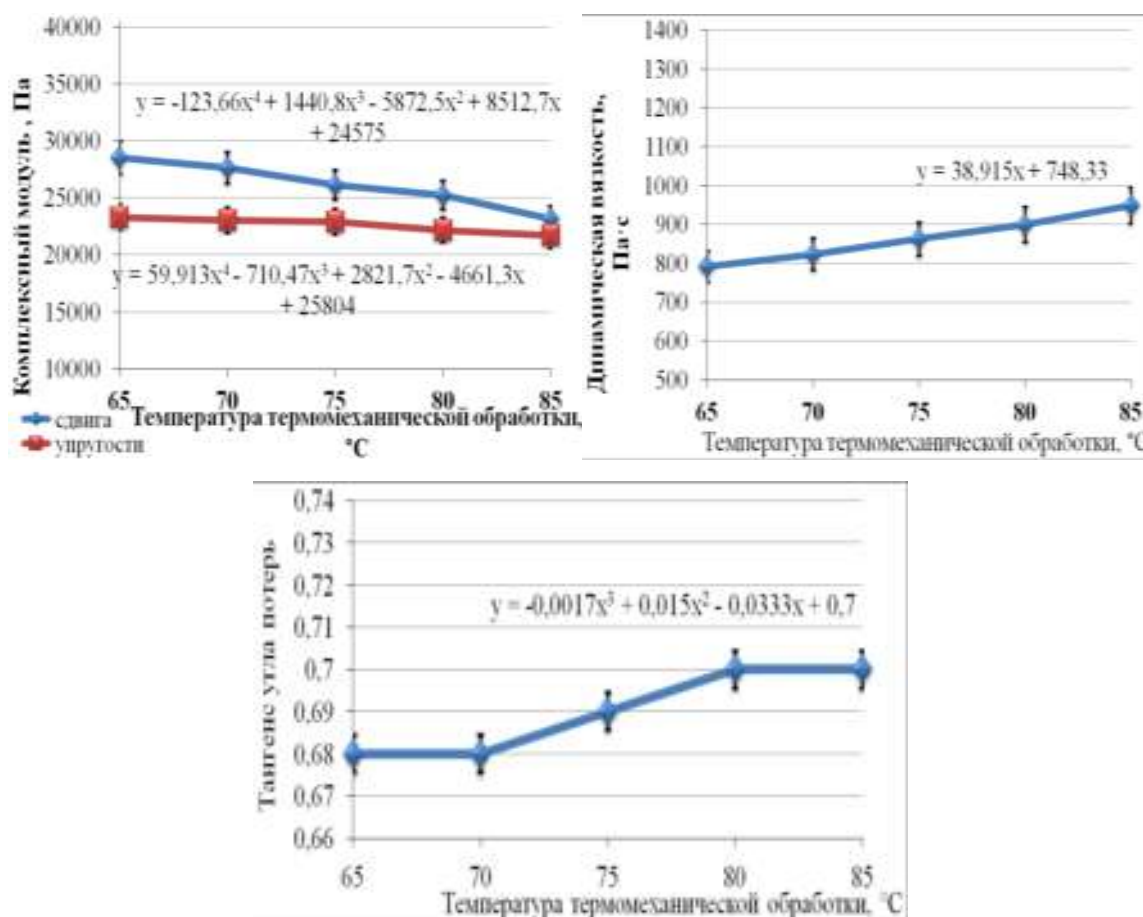 40000
35000
30000
25000
20000
15000
10000
Комплексный модуль , Па
y = -123,66x⁴ + 1440,8x³ - 5872,5x² + 8512,7x
+ 24575
y = 59,913x⁴ - 710,47x³ + 2821,7x² - 4661,3x
+ 25804
65 70 75 80 85
Температура термомеханической обработки,
°С
сдвига
упругости
1400
1300
1200
1100
1000
900
800
700
600
500
Динамическая вязкость,
Па·с
y = 38,915x + 748,33
65 70 75 80 85
Температура термомеханической обработки, °С
0,74
0,73
0,72
0,71
0,7
0,69
0,68
0,67
0,66
Тангенс угла потерь
y = -0,0017x³ + 0,015x² - 0,0333x + 0,7
65 70 75 80 85
Температура термомеханической обработки, °С